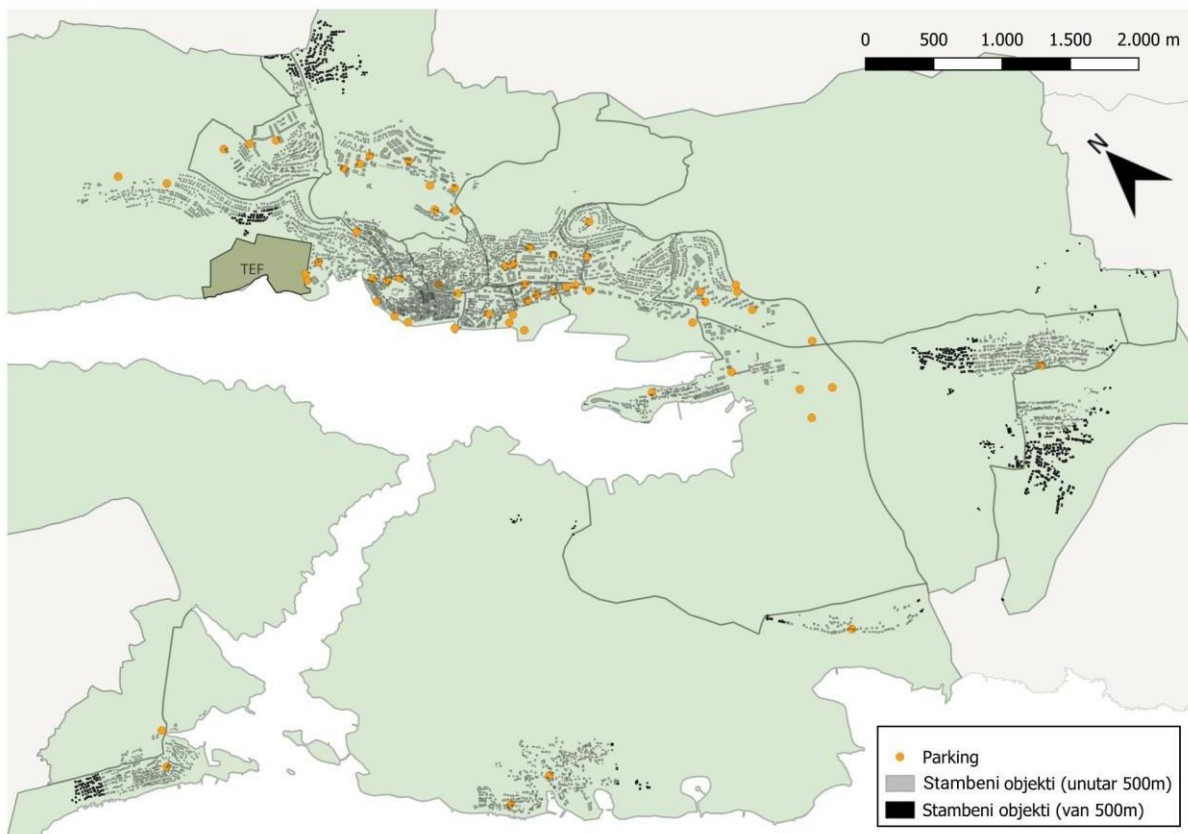 0 500 1.000 1.500 2.000 m
N
TEF
Parking
Stambeni objekti (unutar 500m)
Stambeni objekti (van 500m)